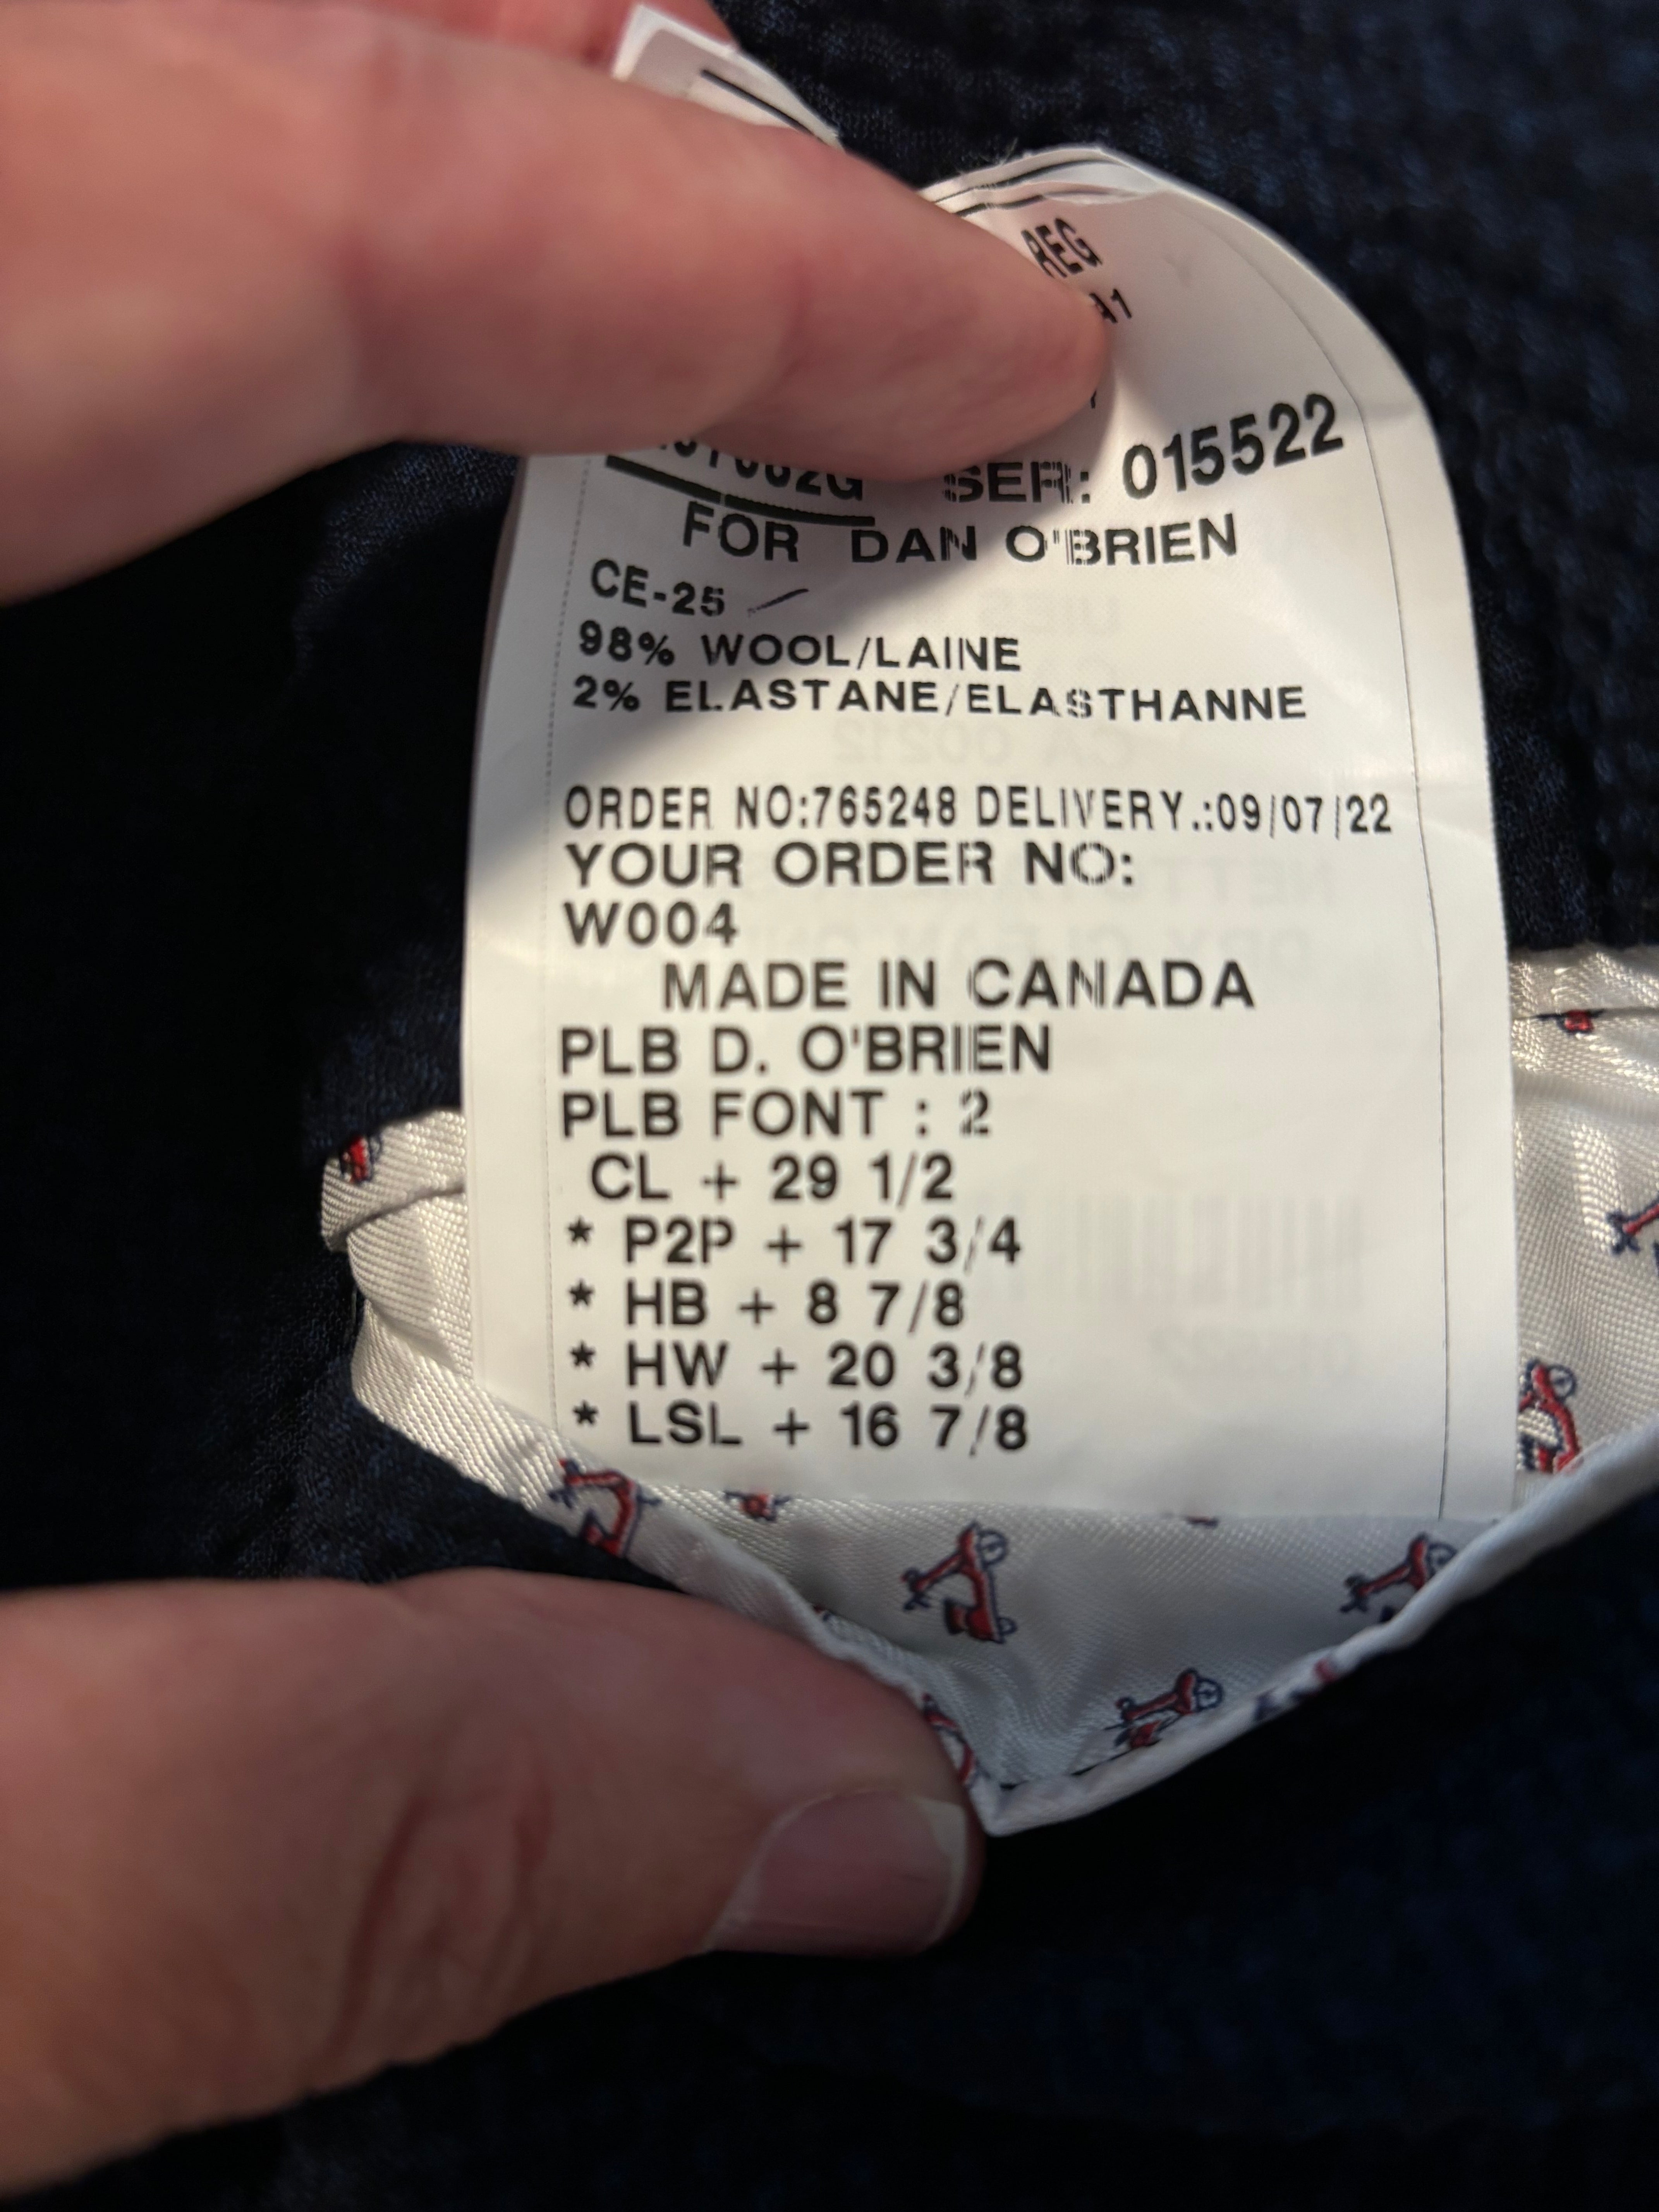 REG
A1
SER: 015522
FOR DAN O'BRIEN
CE-25
98% WOOL/LAINE
2% ELASTANE/ELASTHANNE
ORDER NO:765248 DELIVERY.:09/07/22
YOUR ORDER NO:
W004
MADE IN CANADA
PLB D. O'BRIEN
PLB FONT : 2
CL + 29 1/2
* P2P + 17 3/4
* HB + 8 7/8
* HW + 20 3/8
* LSL + 16 7/8